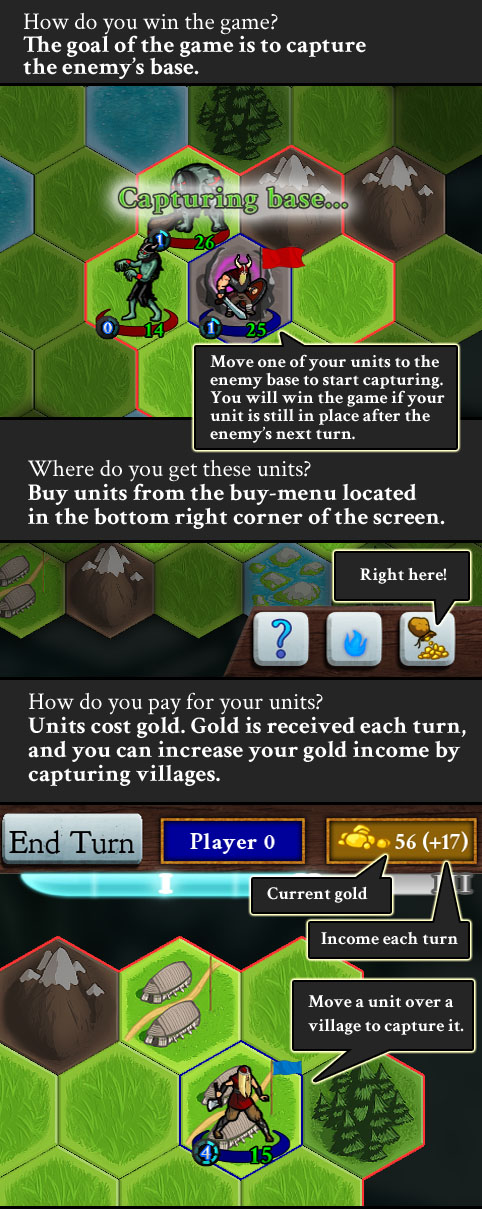 How do you win the game?
The goal of the game is to capture
the enemy's base.
Capturing base...
1
26
0
14
1
25
Move one of your units to the
enemy base to start capturing.
You will win the game if your
unit is still in place after the
enemy's next turn.
Where do you get these units?
Buy units from the buy-menu located
in the bottom right corner of the screen.
Right here!
?
How do you pay for your units?
Units cost gold. Gold is received each turn,
and you can increase your gold income by
capturing villages.
End Turn
Player 0
56 (+17)
I
Current gold
Income each turn
Move a unit over a
village to capture it.
4
15